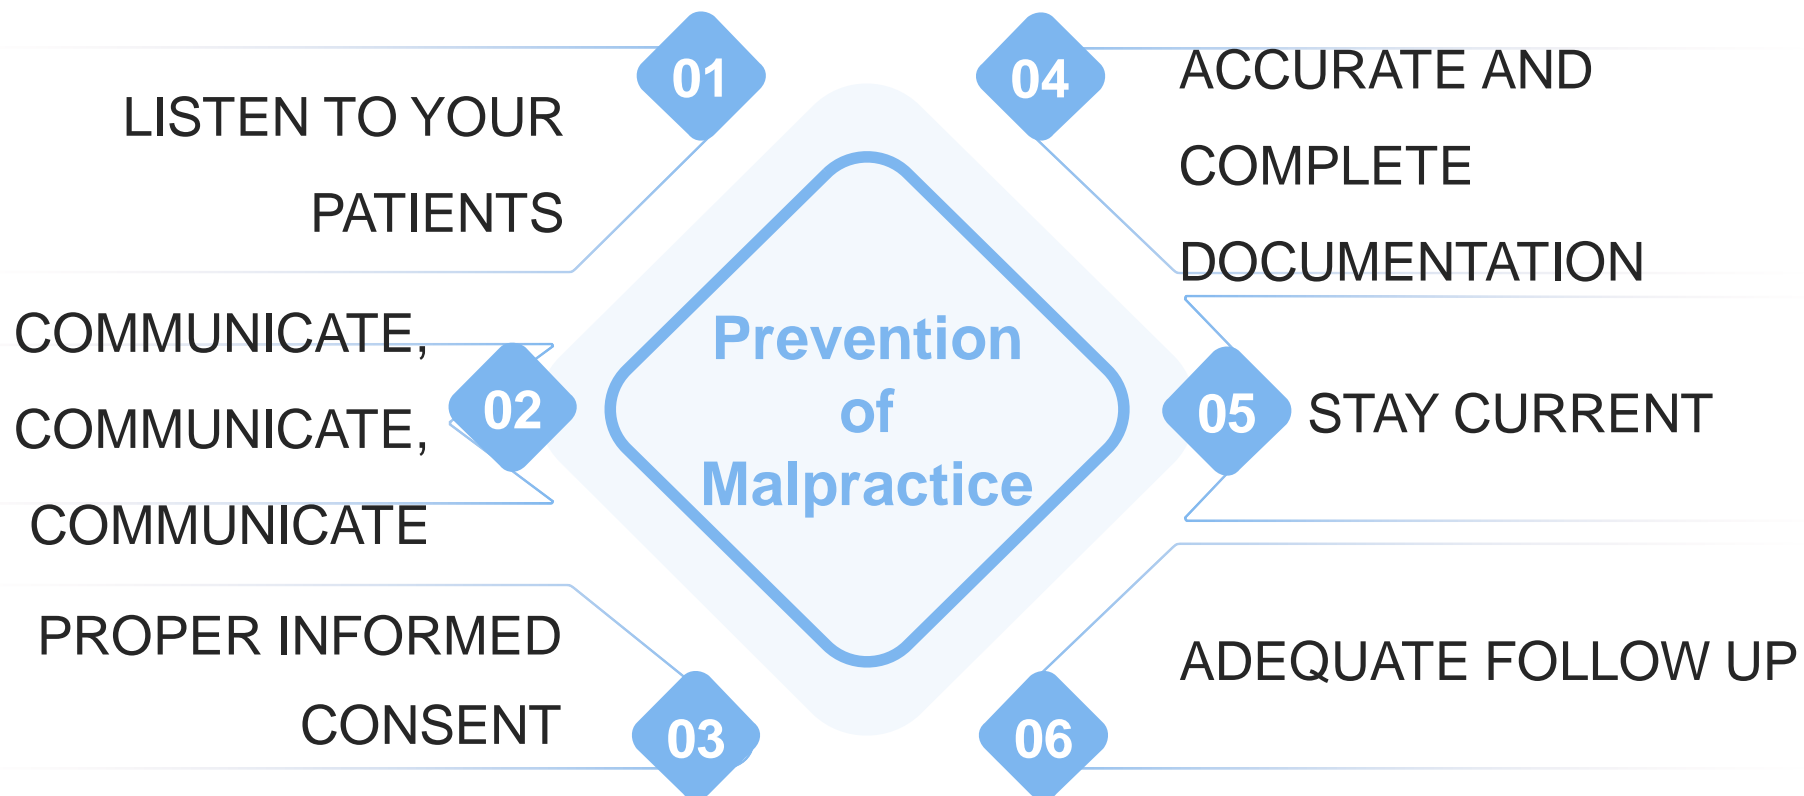 Prevention
of
Malpractice
01
LISTEN TO YOUR
PATIENTS
02
COMMUNICATE,
COMMUNICATE,
COMMUNICATE
03
PROPER INFORMED
CONSENT
04
ACCURATE AND
COMPLETE
DOCUMENTATION
05
STAY CURRENT
06
ADEQUATE FOLLOW UP